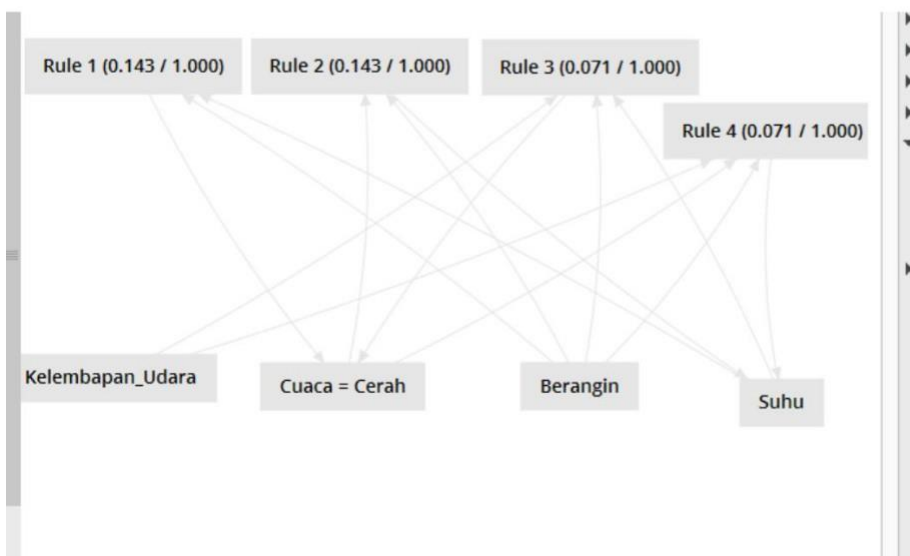 Rule 1 (0.143 / 1.000)
Rule 2 (0.143 / 1.000)
Rule 3 (0.071 / 1.000)
Rule 4 (0.071 / 1.000)
Kelembapan_Udara
Cuaca = Cerah
Berangin
Suhu